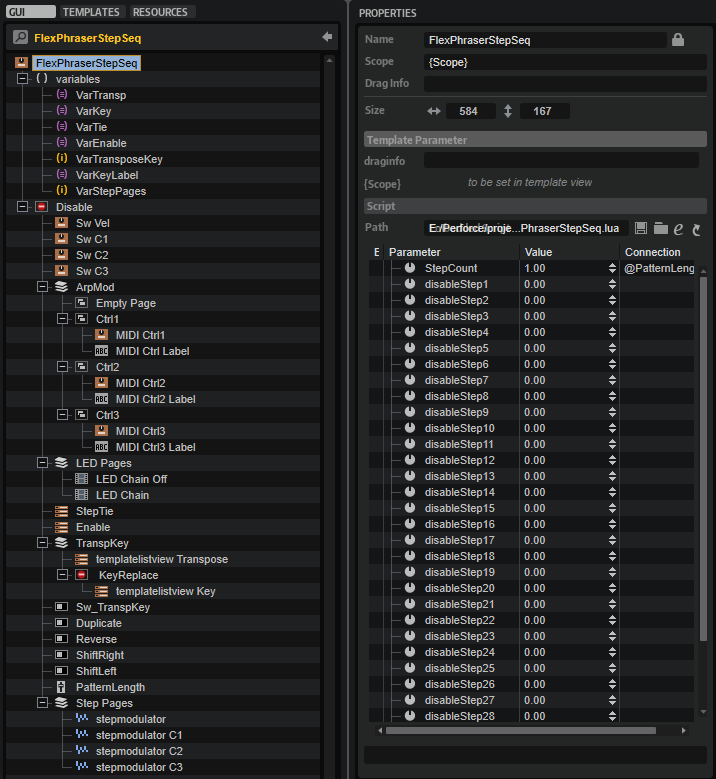 GUI TEMPLATES RESOURCES
FlexPhraserStepSeq
FlexPhraserStepSeq
variables
VarTransp
VarKey
VarTie
VarEnable
VarTransposeKey
VarKeyLabel
VarStepPages
Disable
Sw Vel
Sw C1
Sw C2
Sw C3
ArpMod
Empty Page
Ctrl1
MIDI Ctrl1
ABC MIDI Ctrl Label
Ctrl2
MIDI Ctrl2
ABC MIDI Ctrl2 Label
Ctrl3
MIDI Ctrl3
ABC MIDI Ctrl3 Label
LED Pages
LED Chain Off
LED Chain
StepTie
Enable
TranspKey
templatelistview Transpose
KeyReplace
templatelistview Key
Sw_TranspKey
Duplicate
Reverse
ShiftRight
ShiftLeft
PatternLength
Step Pages
stepmodulator
stepmodulator C1
stepmodulator C2
stepmodulator C3
PROPERTIES
Name FlexPhraserStepSeq
Scope {Scope}
Drag Info
Size 584 167
Template Parameter
draginfo
{Scope} to be set in template view
Script
Path E:/Perforce/proje...PhraserStepSeq.lua
E Parameter Value Connection
StepCount 1.00 @PatternLeng
disableStep1 0.00
disableStep2 0.00
disableStep3 0.00
disableStep4 0.00
disableStep5 0.00
disableStep6 0.00
disableStep7 0.00
disableStep8 0.00
disableStep9 0.00
disableStep10 0.00
disableStep11 0.00
disableStep12 0.00
disableStep13 0.00
disableStep14 0.00
disableStep15 0.00
disableStep16 0.00
disableStep17 0.00
disableStep18 0.00
disableStep19 0.00
disableStep20 0.00
disableStep21 0.00
disableStep22 0.00
disableStep23 0.00
disableStep24 0.00
disableStep25 0.00
disableStep26 0.00
disableStep27 0.00
disableStep28 0.00